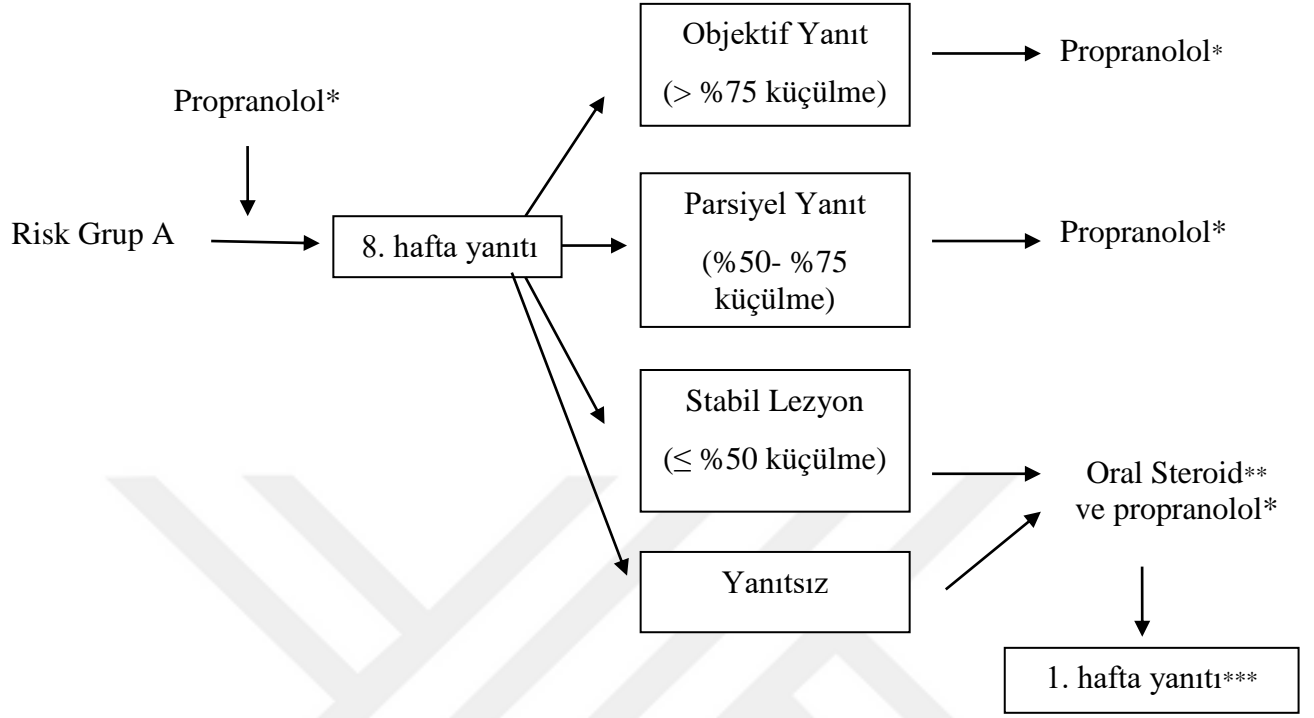 Propranolol*
Risk Grup A
8. hafta yanıtı
Objektif Yanıt
(> %75 küçülme)
Propranolol*
Parsiyel Yanıt
(%50- %75
küçülme)
Propranolol*
Stabil Lezyon
(≤ %50 küçülme)
Yanıtsız
Oral Steroid**
ve propranolol*
1. hafta yanıtı***